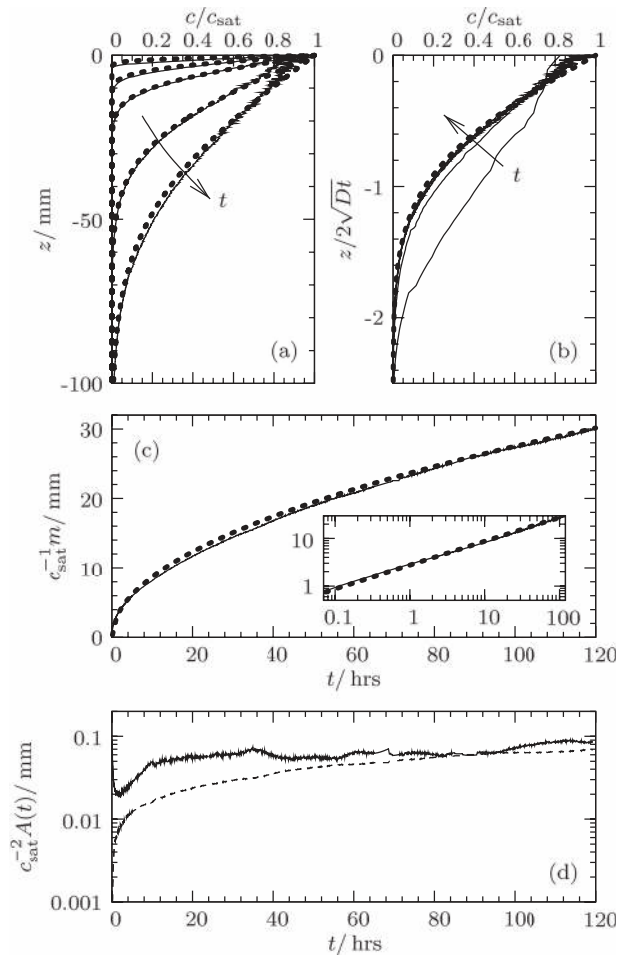 c/c_sat c/c_sat
0 0.2 0.4 0.6 0.8 1 0 0.2 0.4 0.6 0.8 1
0 0
z/ mm z/2√Dt
t t
-50 -1
-2
(a) (b)
-100
30
(c)
20
c_sat^-1 m/ mm
10
10
1
0.1 1 10 100
0
0 20 40 60 80 100 120
t/ hrs
0.1
c_sat^-2 A(t)/ mm
0.01
(d)
0.001
0 20 40 60 80 100 120
t/ hrs